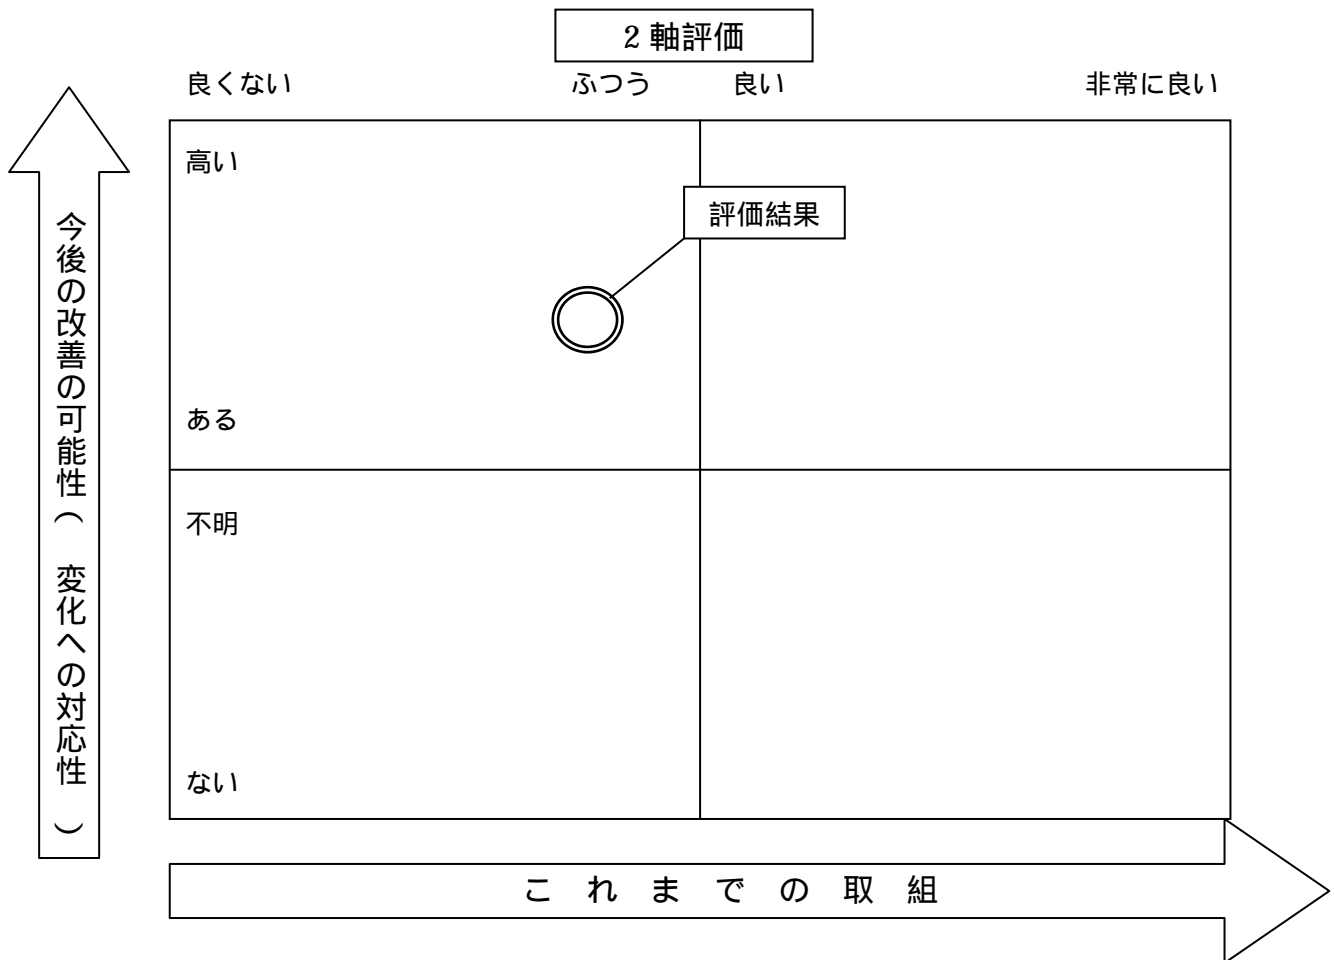 2 軸評価
良くない ふつう 良い 非常に良い
高い
評価結果
ある
不明
ない
今後の改善の可能性（ 変化への対応性 ）
これまでの取組